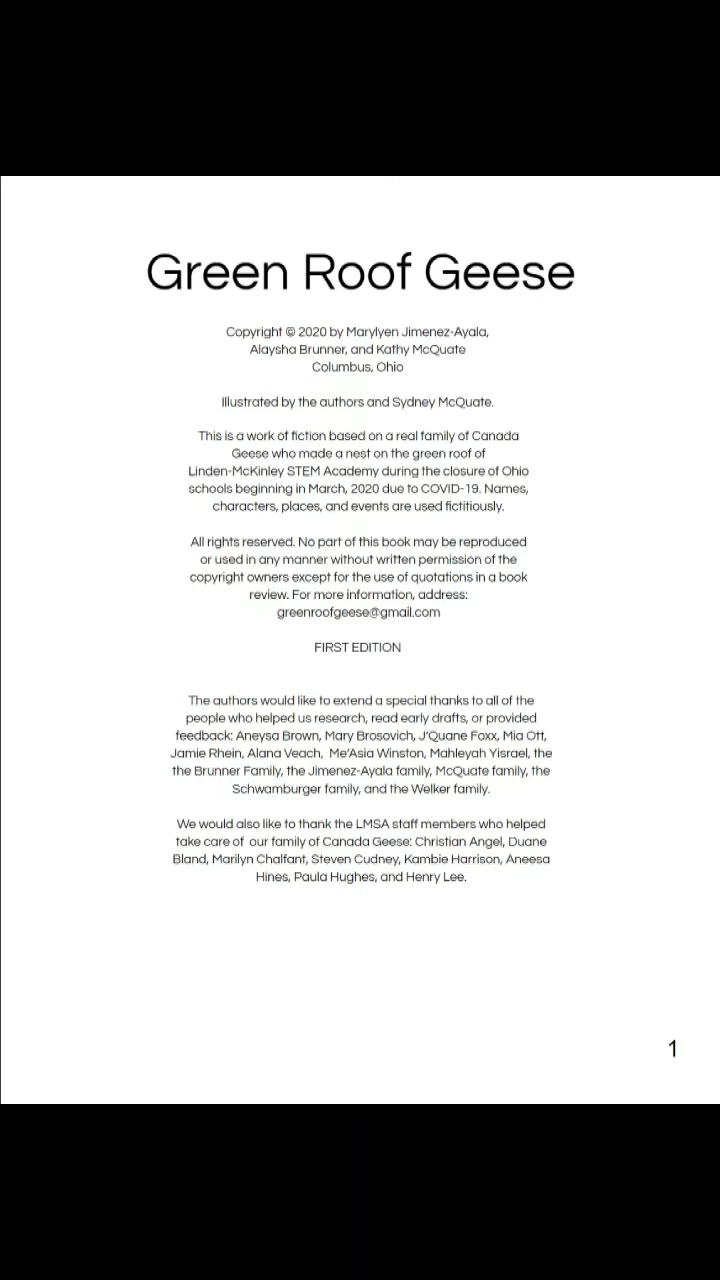 Green Roof Geese
Copyright © 2020 by Marylyen Jimenez-Ayala,
Alaysha Brunner, and Kathy McQuate
Columbus, Ohio
Illustrated by the authors and Sydney McQuate.
This is a work of fiction based on a real family of Canada
Geese who made a nest on the green roof of
Linden-McKinley STEM Academy during the closure of Ohio
schools beginning in March, 2020 due to COVID-19. Names,
characters, places, and events are used fictitiously.
All rights reserved. No part of this book may be reproduced
or used in any manner without written permission of the
copyright owners except for the use of quotations in a book
review. For more information, address:
greenroofgeese@gmail.com
FIRST EDITION
The authors would like to extend a special thanks to all of the
people who helped us research, read early drafts, or provided
feedback: Aneysa Brown, Mary Brosovich, J'Quane Foxx, Mia Ott,
Jamie Rhein, Alana Veach, Me'Asia Winston, Mahleyah Yisrael, the
the Brunner Family, the Jimenez-Ayala family, McQuate family, the
Schwamburger family, and the Welker family.
We would also like to thank the LMSA staff members who helped
take care of our family of Canada Geese: Christian Angel, Duane
Bland, Marilyn Chalfant, Steven Cudney, Kambie Harrison, Aneesa
Hines, Paula Hughes, and Henry Lee.
1